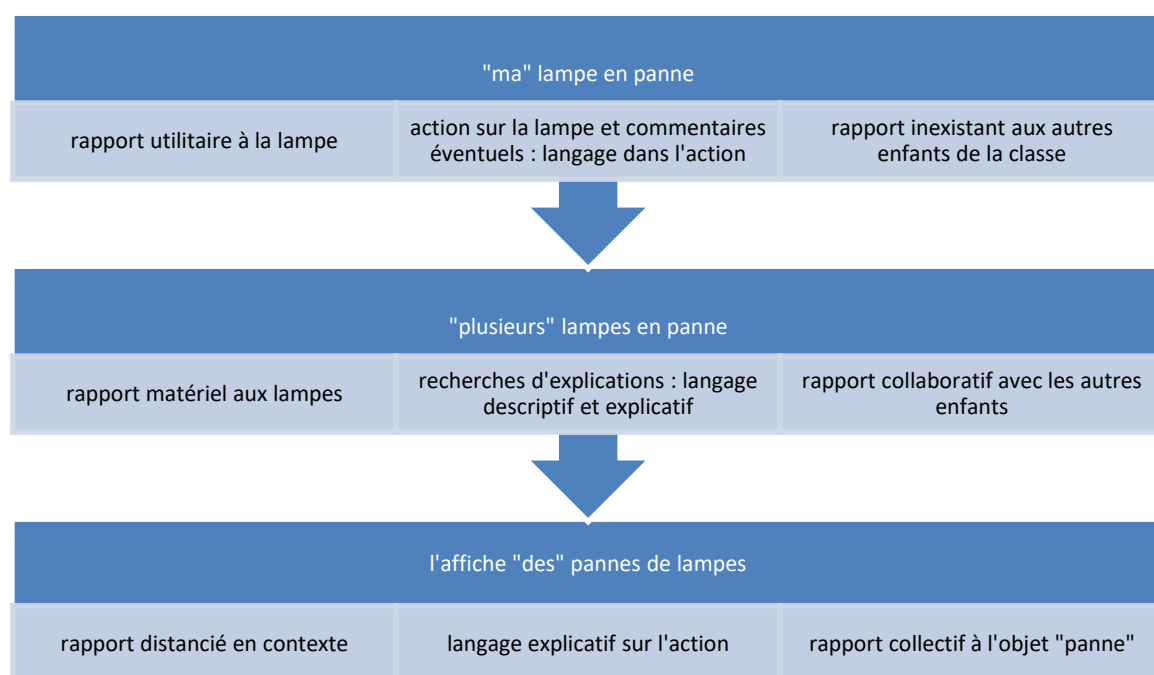 "ma" lampe en panne
rapport utilitaire à la lampe
action sur la lampe et commentaires
éventuels : langage dans l'action
rapport inexistant aux autres
enfants de la classe
"plusieurs" lampes en panne
rapport matériel aux lampes
recherches d'explications : langage
descriptif et explicatif
rapport collaboratif avec les autres
enfants
l'affiche "des" pannes de lampes
rapport distancié en contexte
langage explicatif sur l'action
rapport collectif à l'objet "panne"